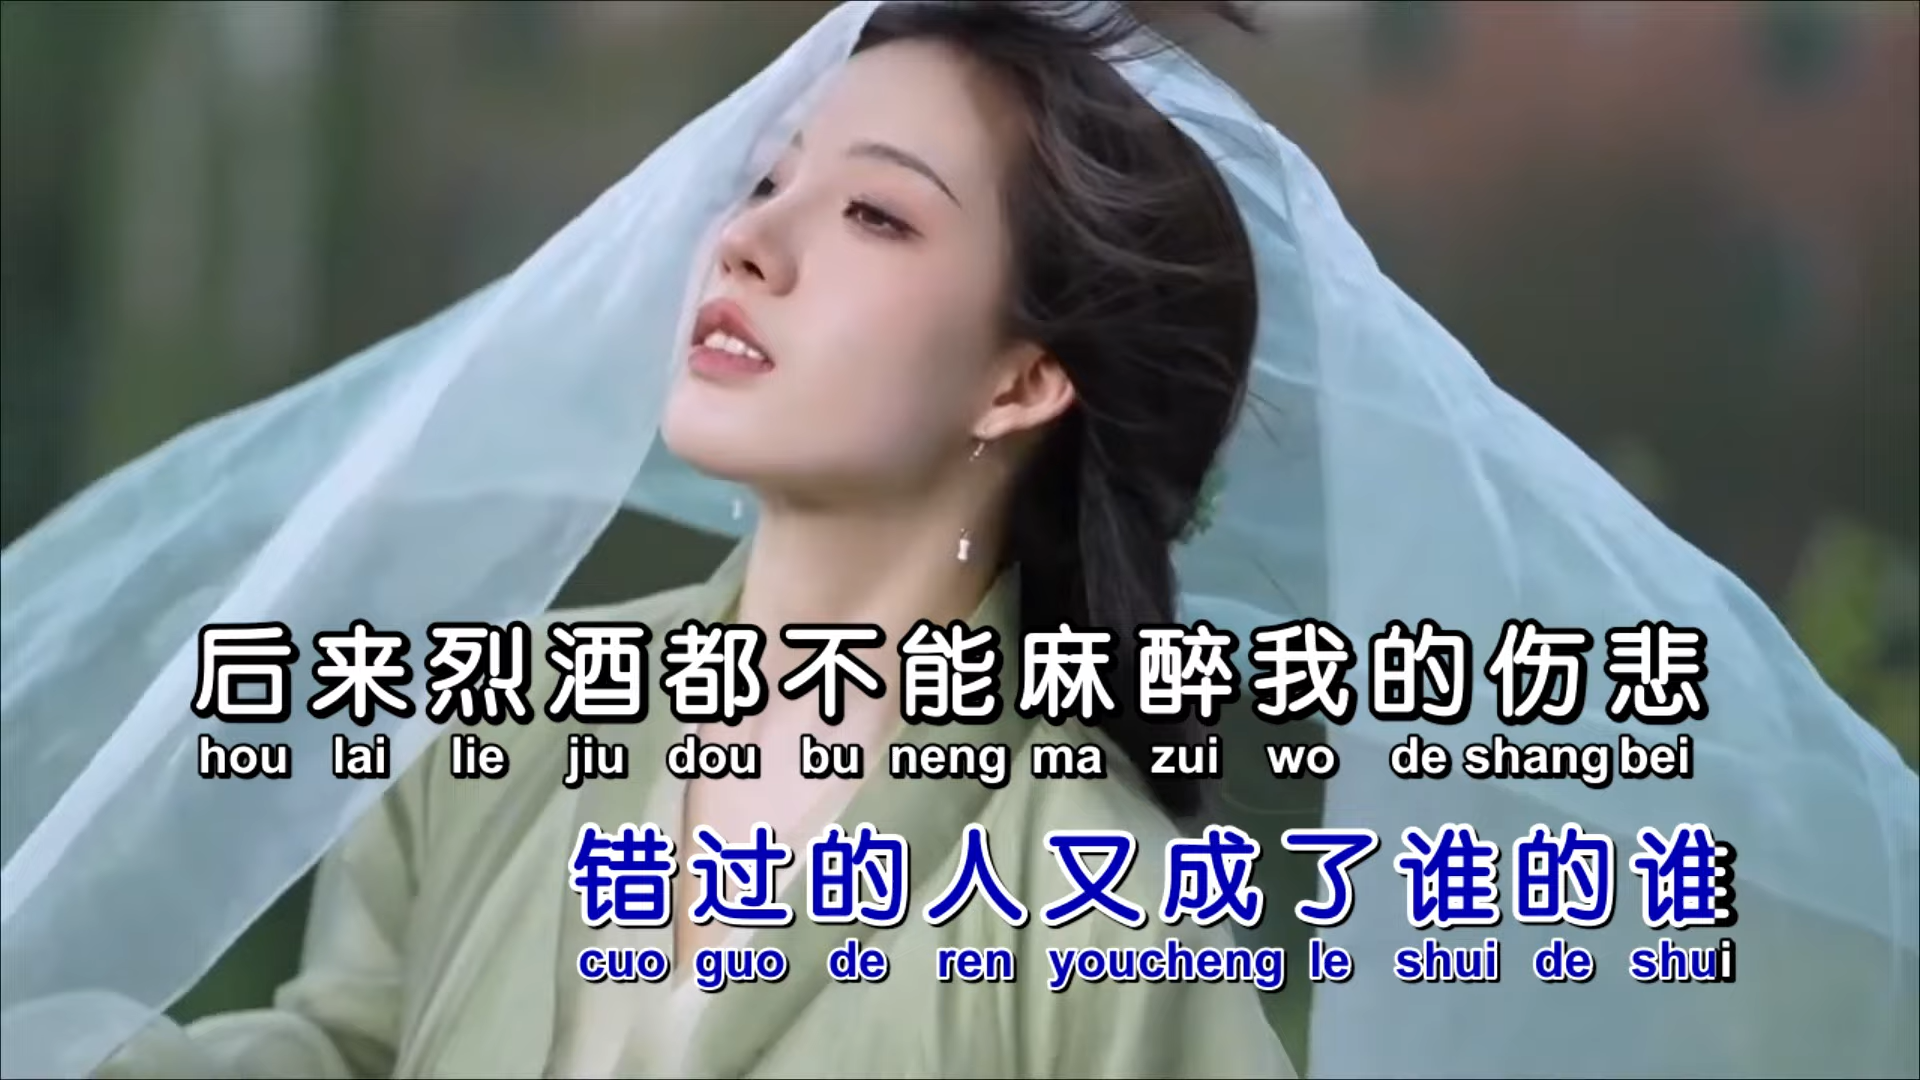 后来烈酒都不能麻醉我的伤悲
hou lai lie jiu dou bu neng ma zui wo de shang bei
错过的人又成了谁的谁
cuo guo de ren you cheng le shui de shui